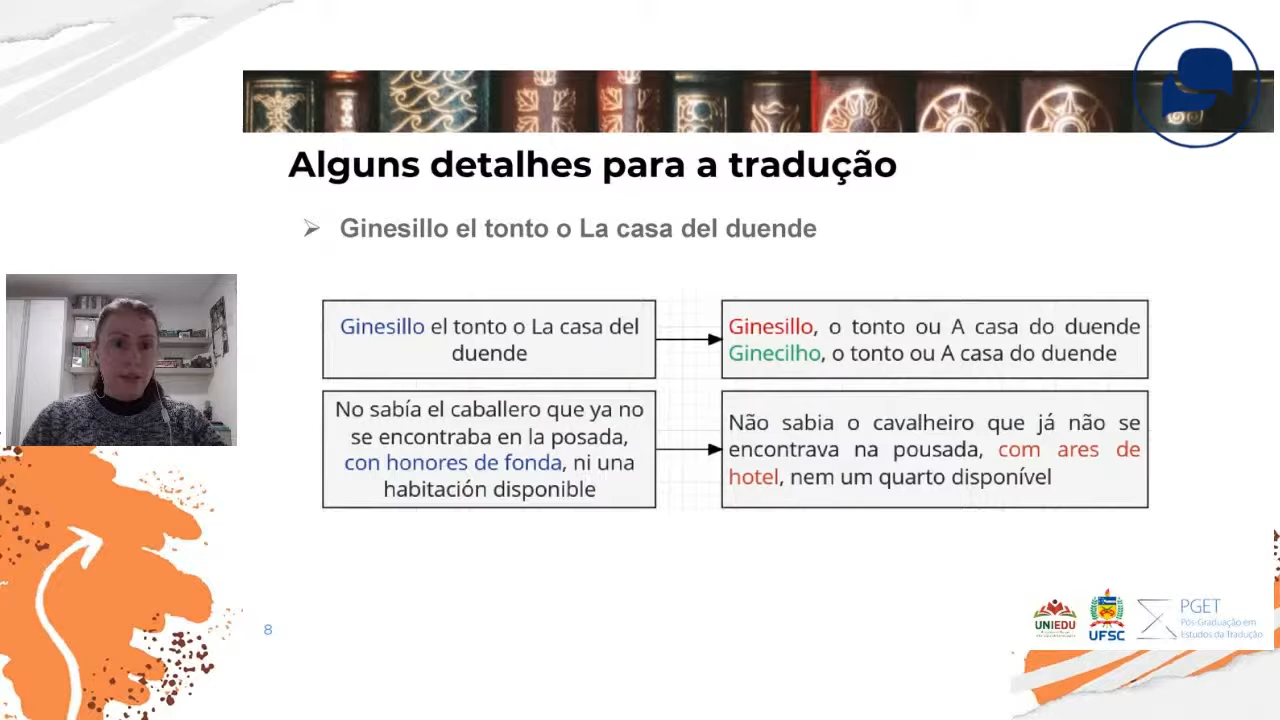 Alguns detalhes para a tradução
Ginesillo el tonto o La casa del duende
Ginesillo el tonto o La casa del
duende
Ginesillo, o tonto ou A casa do duende
Ginecilho, o tonto ou A casa do duende
No sabía el caballero que ya no
se encontraba en la posada,
con honores de fonda, ni una
habitación disponible
Não sabia o cavalheiro que já não se
encontrava na pousada, com ares de
hotel, nem um quarto disponível
8
UNIEDU
UFSC
PGET
Pós-Graduação em
Estudos da Tradução